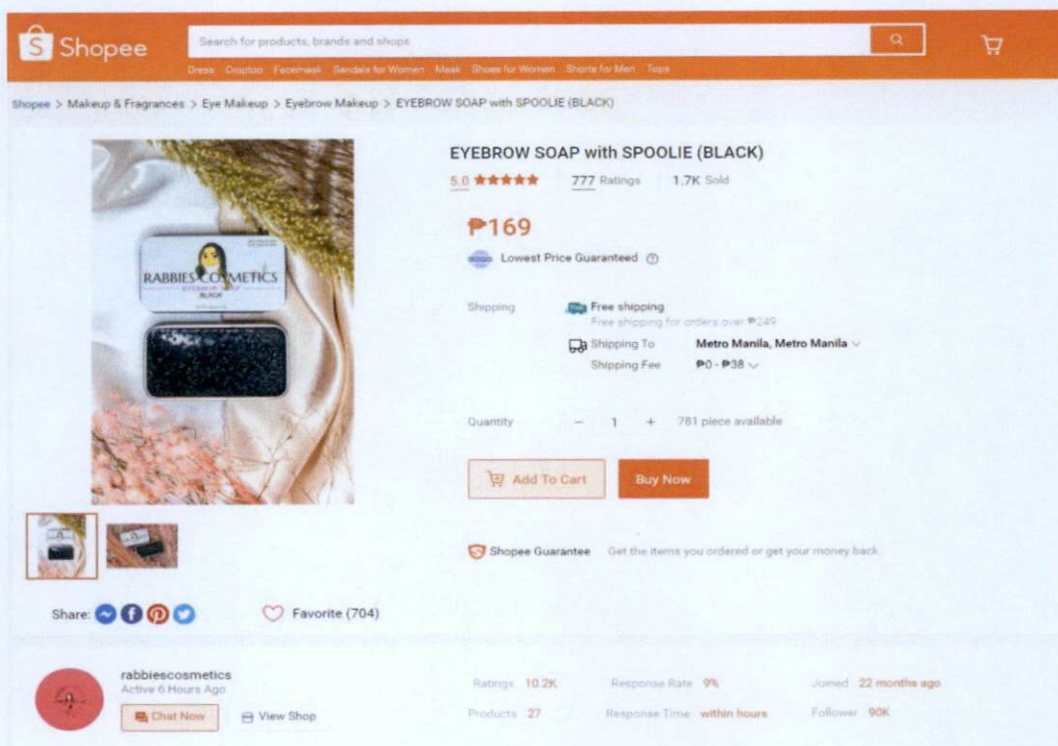 Shopee
Search for products, brands and shops
Dress Croptop Facemask Sandals for Women Mask Shoes for Women Shorts for Men Tops
Shopee > Makeup & Fragrances > Eye Makeup > Eyebrow Makeup > EYEBROW SOAP with SPOOLIE (BLACK)
EYEBROW SOAP with SPOOLIE (BLACK)
5.0 ★★★★★ 777 Ratings 1.7K Sold
₱169
Lowest Price Guaranteed
RABBIES COSMETICS
EYEBROW SOAP
BLACK
Shipping Free shipping
Free shipping for orders over ₱249
Shipping To Metro Manila, Metro Manila
Shipping Fee ₱0 - ₱38
Quantity − 1 + 781 piece available
Add To Cart Buy Now
Shopee Guarantee Get the items you ordered or get your money back.
Share: Favorite (704)
rabbiescosmetics
Active 6 Hours Ago
Chat Now View Shop
Ratings 10.2K Response Rate 9% Joined 22 months ago
Products 27 Response Time within hours Follower 90K